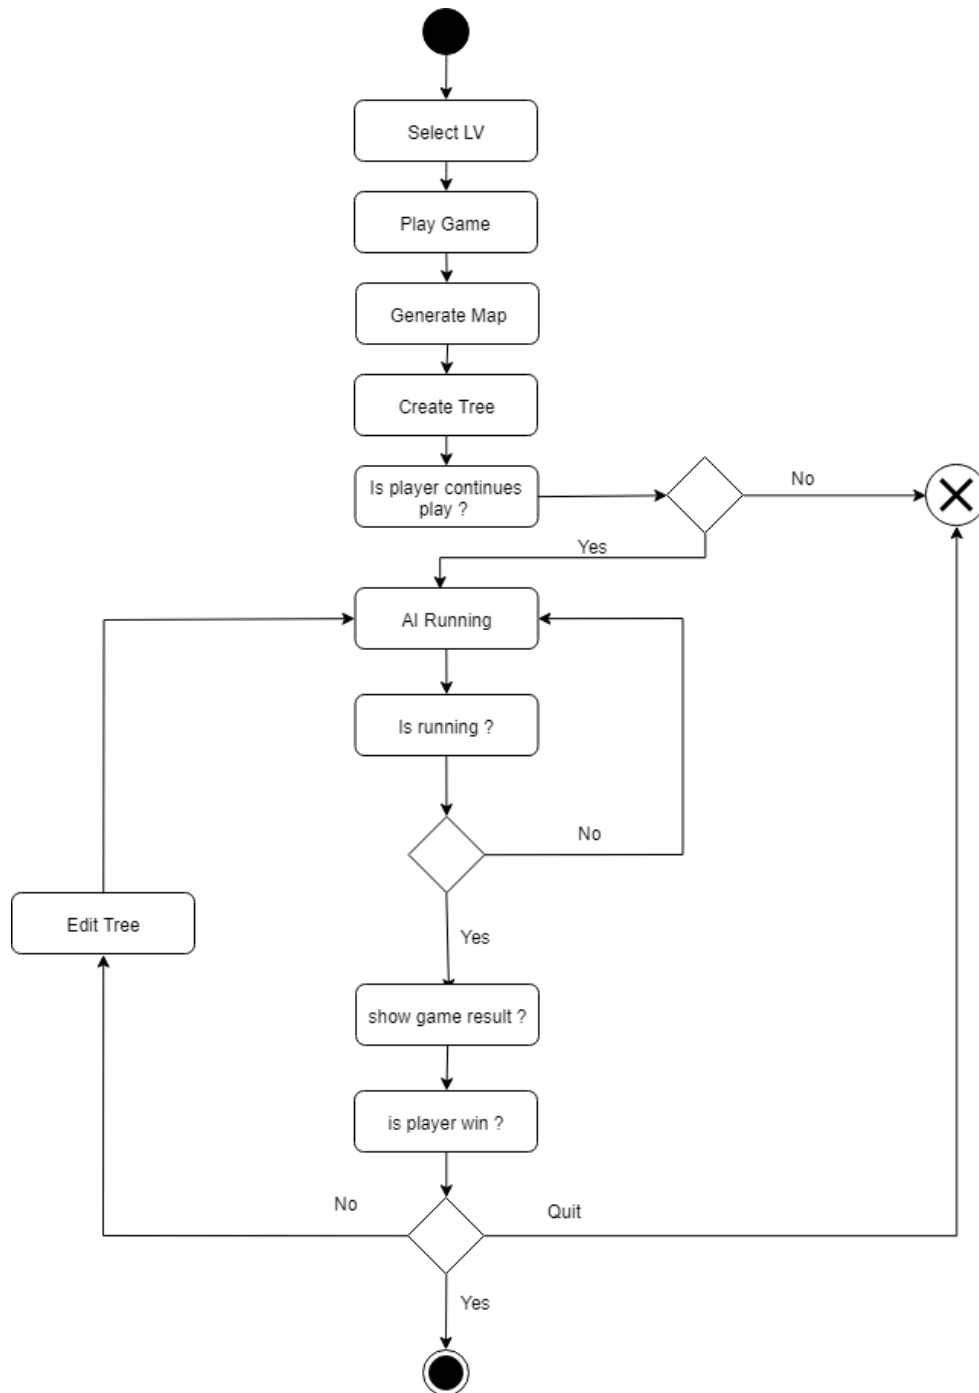 Select LV
Play Game
Generate Map
Create Tree
Is player continues
play ?
No
Yes
AI Running
Is running ?
No
Edit Tree
Yes
show game result ?
is player win ?
No
Quit
Yes